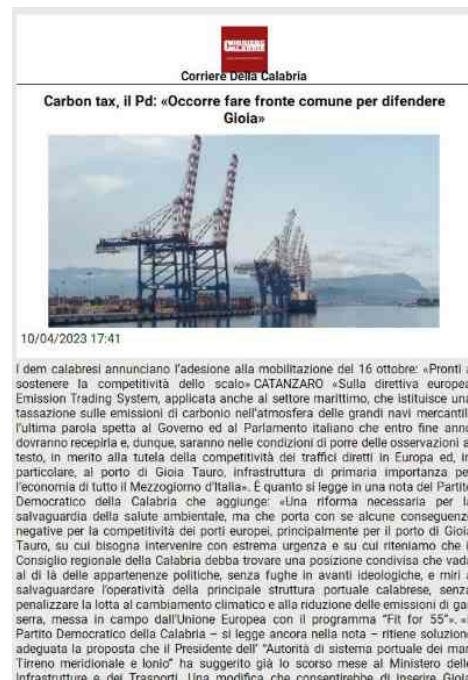 Corriere Della Calabria
Carbon tax, il Pd: «Occorre fare fronte comune per difendere
Gioia»
10/04/2023 17:41
I dem calabresi annunciano l'adesione alla mobilitazione del 16 ottobre: «Pronti a
sostenere la competitività dello scalo» CATANZARO «Sulla direttiva europea
Emission Trading System, applicata anche al settore marittimo, che istituisce una
tassazione sulle emissioni di carbonio nell'atmosfera delle grandi navi mercantili
l'ultima parola spetta al Governo ed al Parlamento italiano che entro fine anno
dovranno recepirla e, dunque, saranno nelle condizioni di porre delle osservazioni al
testo, in merito alla tutela della competitività dei traffici diretti in Europa ed, in
particolare, al porto di Gioia Tauro, infrastruttura di primaria importanza per
l'economia di tutto il Mezzogiorno d'Italia». È quanto si legge in una nota del Partito
Democratico della Calabria che aggiunge: «Una riforma necessaria per la
salvaguardia della salute ambientale, ma che porta con se alcune conseguenze
negative per la competitività dei porti europei, principalmente per il porto di Gioia
Tauro, su cui bisogna intervenire con estrema urgenza e su cui riteniamo che il
Consiglio regionale della Calabria debba trovare una posizione condivisa che vada
al di là delle appartenenze politiche, senza fughe in avanti ideologiche, e miri a
salvaguardare l'operatività della principale struttura portuale calabrese, senza
penalizzare la lotta al cambiamento climatico e alla riduzione delle emissioni di gas
serra, messa in campo dall'Unione Europea con il programma "Fit for 55"». «Il
Partito Democratico della Calabria – si legge ancora nella nota – ritiene soluzione
adeguata la proposta che il Presidente dell' "Autorità di sistema portuale dei mari
Tirreno meridionale e Ionio" ha suggerito già lo scorso mese al Ministero delle
Infrastrutture e dei Trasporti. Una modifica che consentirebbe di inserire Gioia